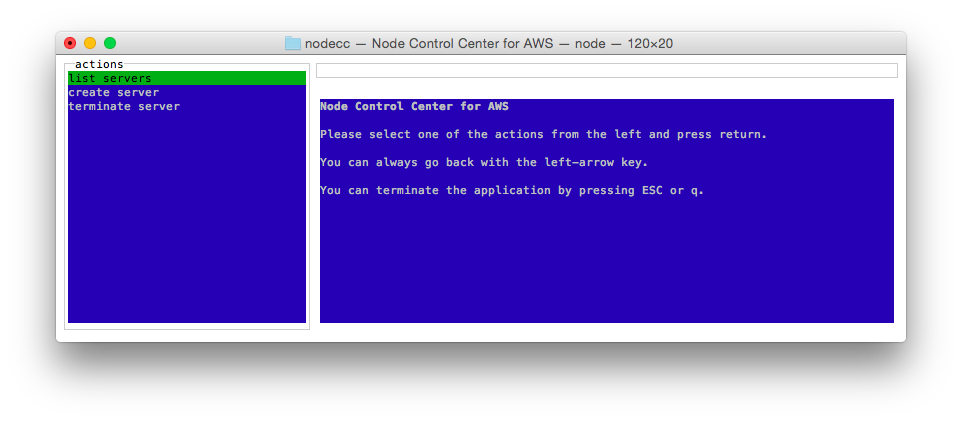 nodecc — Node Control Center for AWS — node — 120×20
actions
list servers
create server
terminate server
Node Control Center for AWS
Please select one of the actions from the left and press return.
You can always go back with the left-arrow key.
You can terminate the application by pressing ESC or q.